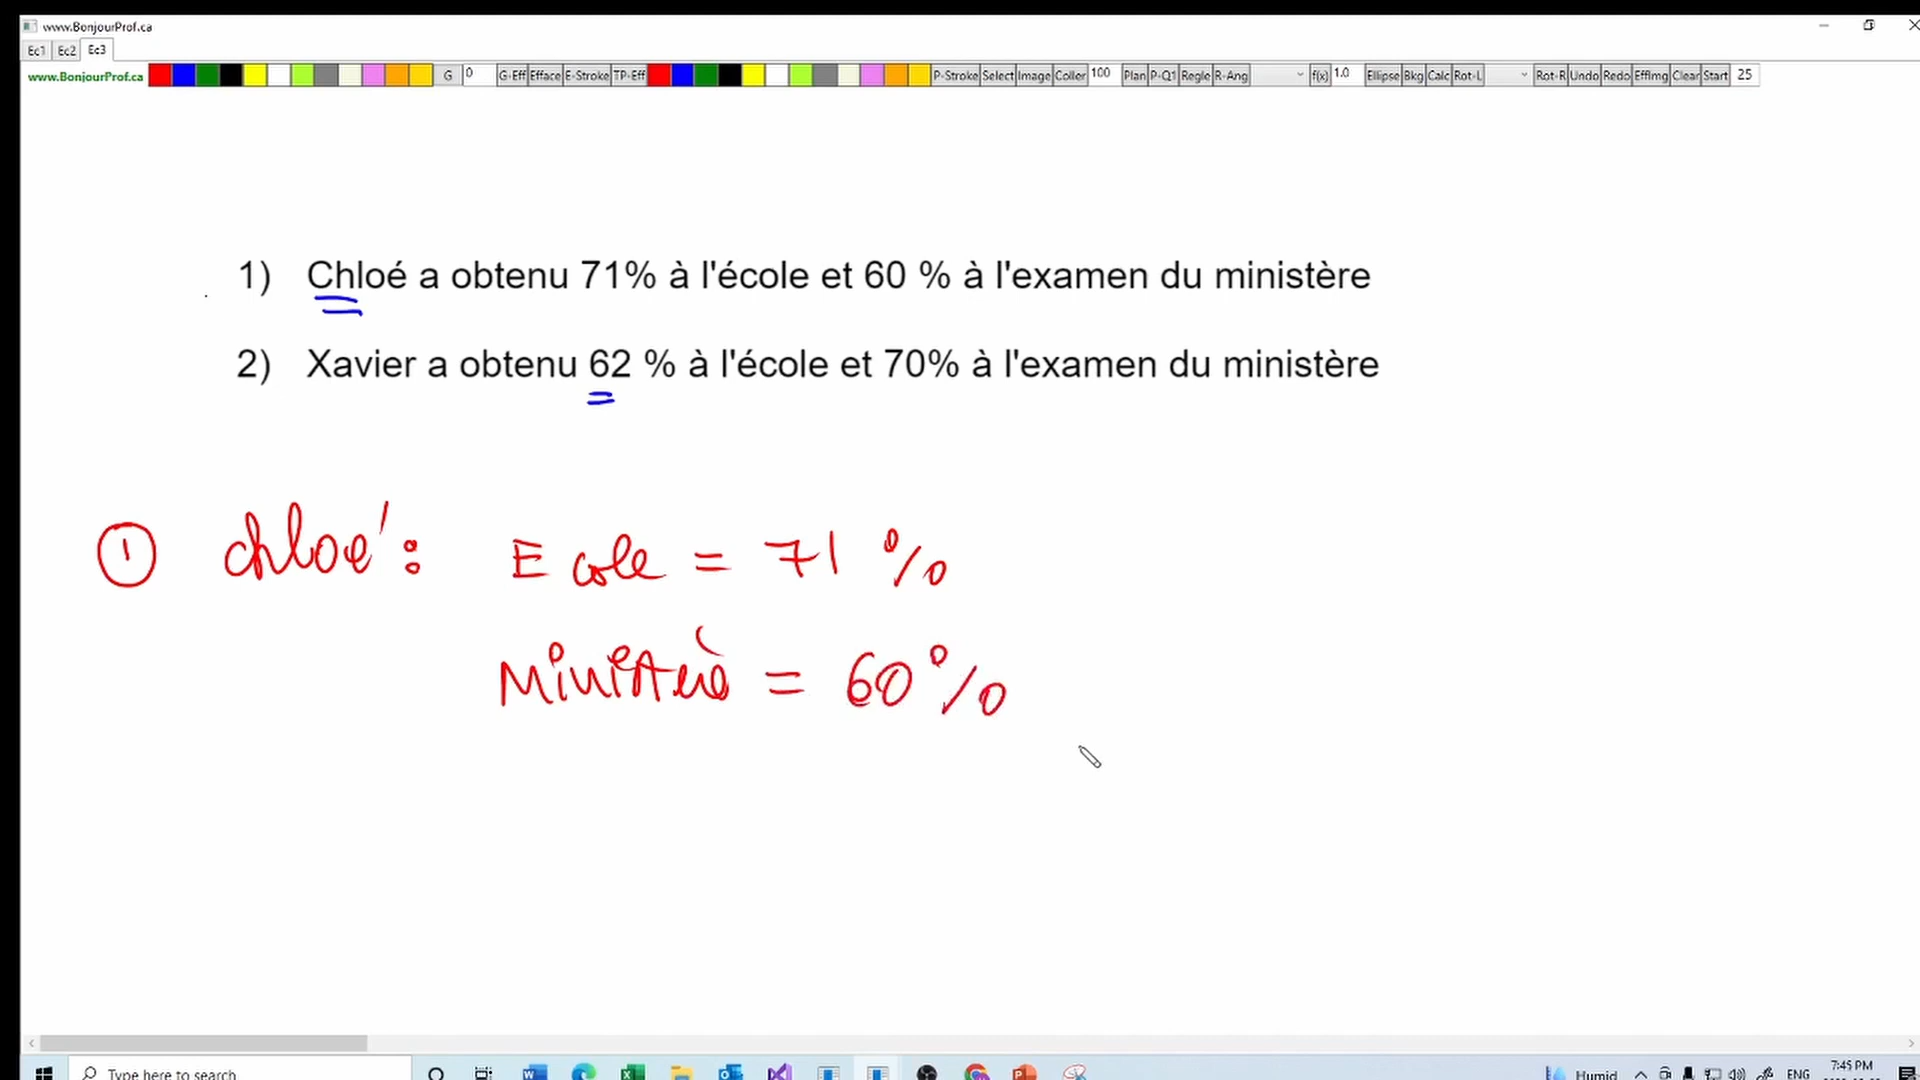 www.BonjourProf.ca
Ec1 Ec2 Ec3
www.BonjourProf.ca G 0 G-Eff Efface E-Stroke TP-Eff P-Stroke Select Image Coller 100 Plan P-Q1 Regle R-Ang f(x) 1.0 Ellipse Bkg Calc Rot-L Rot-R Undo Redo EffImg Clear Start 25
1) Chloé a obtenu 71% à l'école et 60 % à l'examen du ministère
2) Xavier a obtenu 62 % à l'école et 70% à l'examen du ministère
① chloé : Ecole = 71 %
Ministère = 60 %
Type here to search Humid ENG 7:45 PM